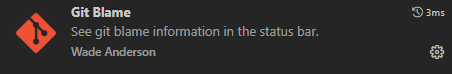 Git Blame 3ms
See git blame information in the status bar.
Wade Anderson